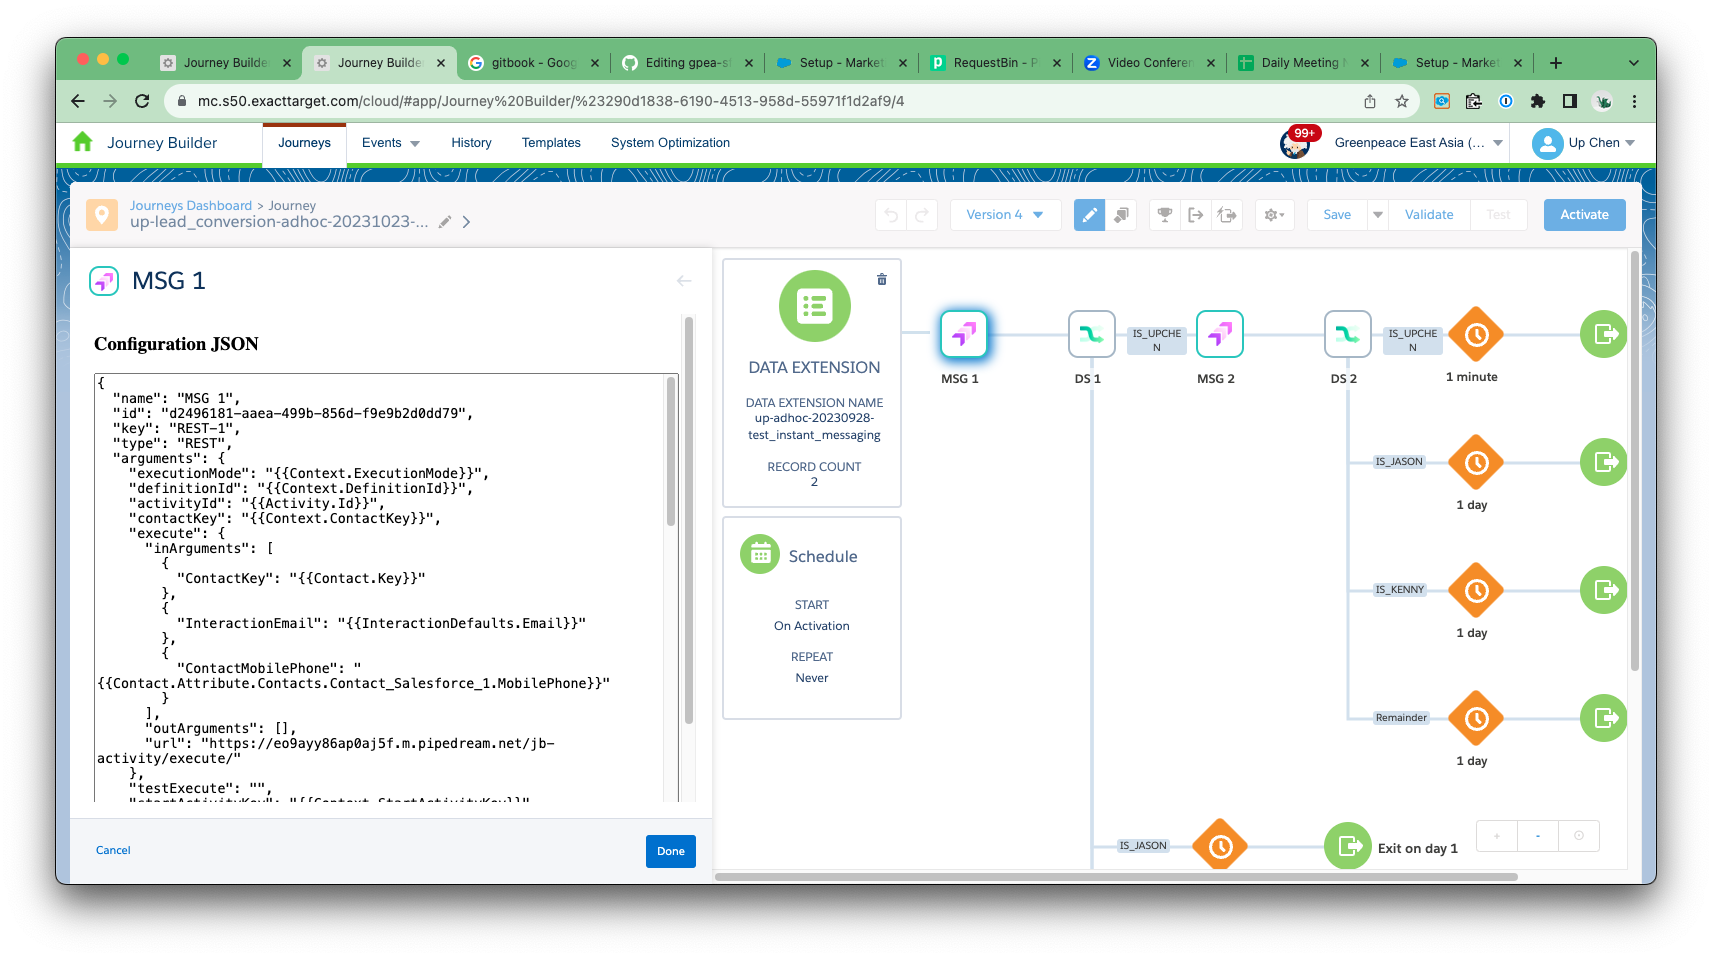 Journey Builde
Journey Builde
gitbook - Goog
Editing gpea-s
Setup - Market
RequestBin - P
Video Conferen
Daily Meeting
Setup - Market
mc.s50.exacttarget.com/cloud/#app/Journey%20Builder/%23290d1838-6190-4513-958d-55971f1d2af9/4
Journey Builder
Journeys
Events
History
Templates
System Optimization
99+
Greenpeace East Asia (...
Up Chen
Journeys Dashboard > Journey
up-lead_conversion-adhoc-20231023-...
Version 4
Save
Validate
Test
Activate
MSG 1
Configuration JSON
{
"name": "MSG 1",
"id": "d2496181-aaea-499b-856d-f9e9b2d0dd79",
"key": "REST-1",
"type": "REST",
"arguments": {
"executionMode": "{{Context.ExecutionMode}}",
"definitionId": "{{Context.DefinitionId}}",
"activityId": "{{Activity.Id}}",
"contactKey": "{{Context.ContactKey}}",
"execute": {
"inArguments": [
{
"ContactKey": "{{Contact.Key}}"
},
{
"InteractionEmail": "{{InteractionDefaults.Email}}"
},
{
"ContactMobilePhone": "
{{Contact.Attribute.Contacts.Contact_Salesforce_1.MobilePhone}}"
}
],
"outArguments": [],
"url": "https://eo9ayy86ap0aj5f.m.pipedream.net/jb-
activity/execute/"
},
"testExecute": "",
"startActivityKey": "{{Context.StartActivityKey}}"
Cancel
Done
DATA EXTENSION
DATA EXTENSION NAME
up-adhoc-20230928-
test_instant_messaging
RECORD COUNT
2
Schedule
START
On Activation
REPEAT
Never
MSG 1
DS 1
IS_UPCHE
N
MSG 2
DS 2
IS_UPCHE
N
1 minute
IS_JASON
1 day
IS_KENNY
1 day
Remainder
1 day
IS_JASON
Exit on day 1